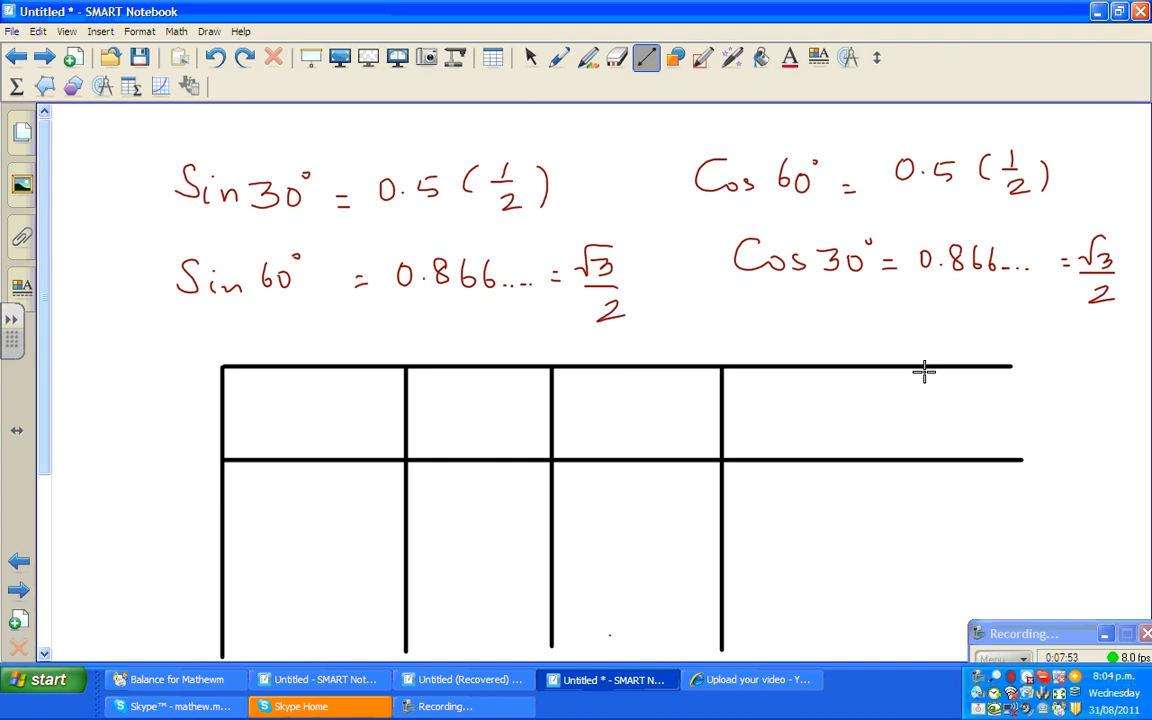 Untitled * - SMART Notebook
File Edit View Insert Format Math Draw Help
Sin 30° = 0.5 (1/2)
Cos 60° = 0.5 (1/2)
Sin 60° = 0.866.... = √3/2
Cos 30° = 0.866... = √3/2
Recording...
Menu
0:07:53
8.0 fps
start
Balance for Mathewm
Untitled - SMART Not...
Untitled (Recovered) ...
Untitled * - SMART N...
Upload your video - Y...
8:04 p.m.
Skype™ - mathew.m...
Skype Home
Recording...
Wednesday
31/08/2011